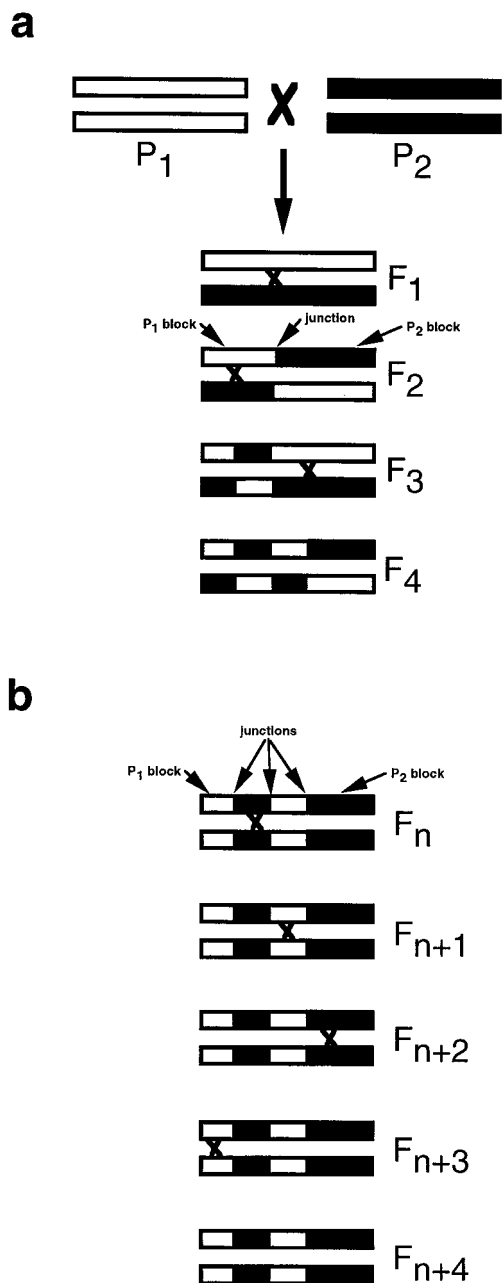 a
P1 P2
F1
P1 block junction P2 block
F2
F3
F4
b
junctions
P1 block P2 block
Fn
Fn+1
Fn+2
Fn+3
Fn+4